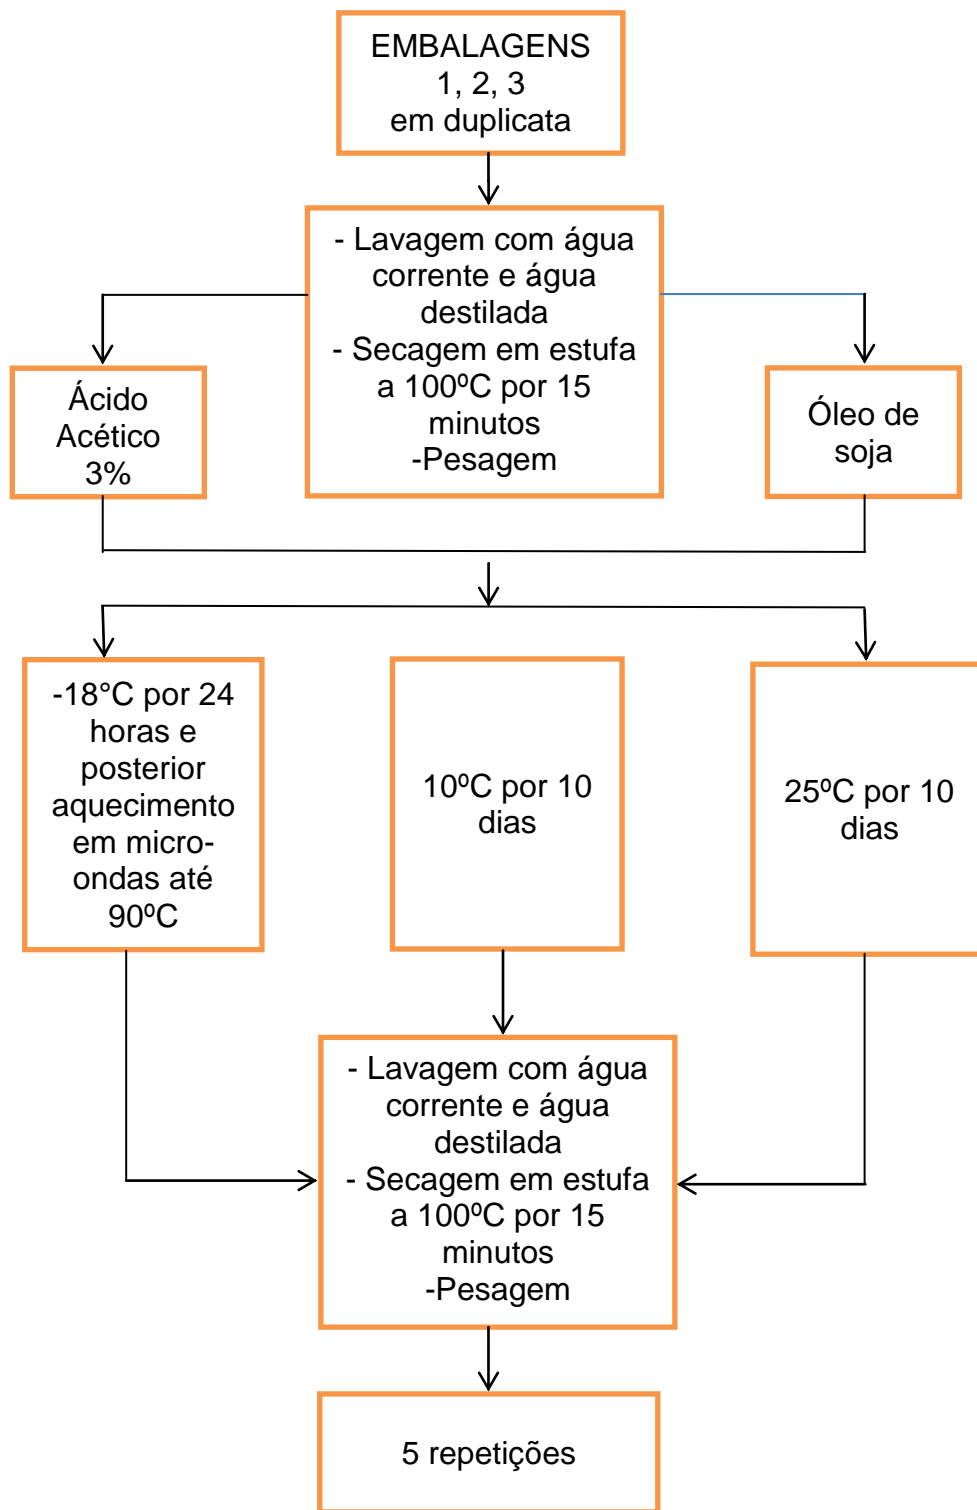 EMBALAGENS
1, 2, 3
em duplicata
- Lavagem com água
corrente e água
destilada
- Secagem em estufa
a 100ºC por 15
minutos
-Pesagem
Ácido
Acético
3%
Óleo de
soja
-18°C por 24
horas e
posterior
aquecimento
em micro-
ondas até
90ºC
10ºC por 10
dias
25ºC por 10
dias
- Lavagem com água
corrente e água
destilada
- Secagem em estufa
a 100ºC por 15
minutos
-Pesagem
5 repetições